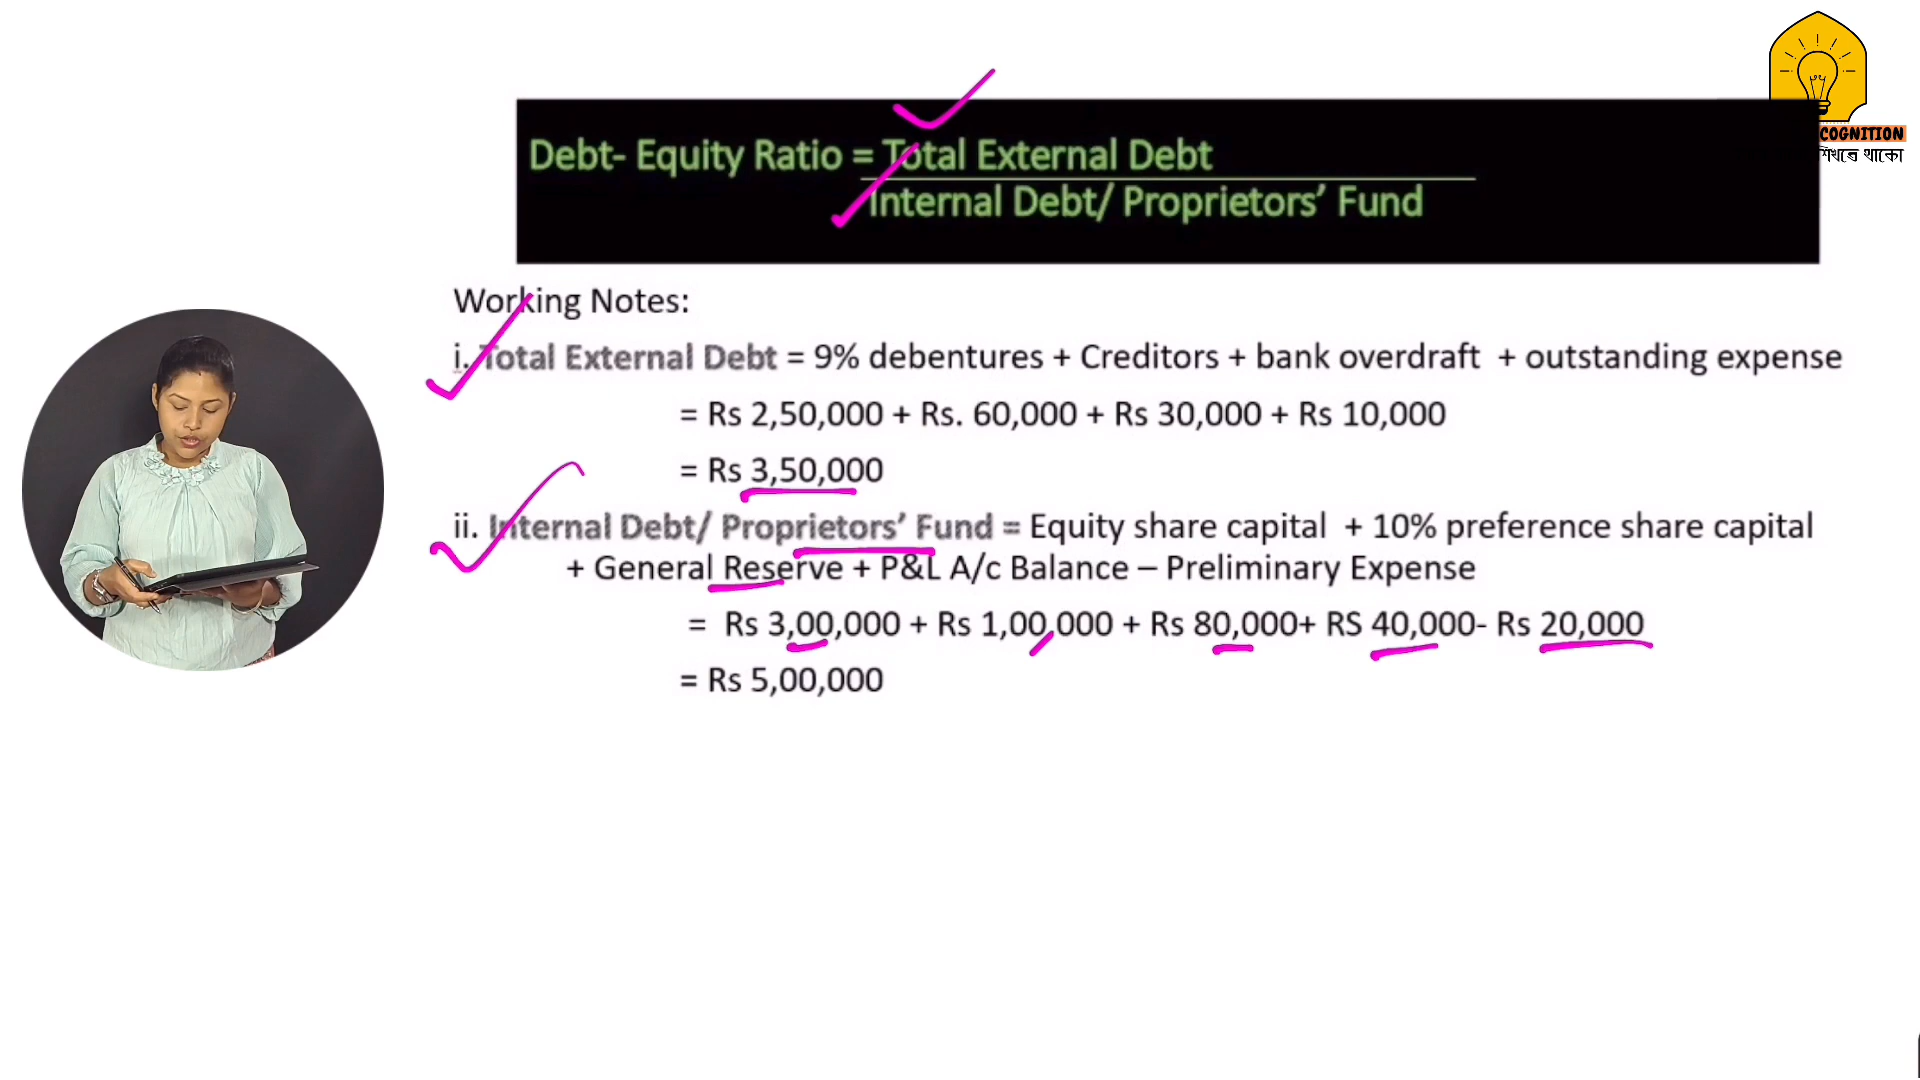 COGNITION
শিখতে থাকো
Debt- Equity Ratio = Total External Debt
Internal Debt/ Proprietors’ Fund
Working Notes:
i. Total External Debt = 9% debentures + Creditors + bank overdraft + outstanding expense
= Rs 2,50,000 + Rs. 60,000 + Rs 30,000 + Rs 10,000
= Rs 3,50,000
ii. Internal Debt/ Proprietors’ Fund = Equity share capital + 10% preference share capital
+ General Reserve + P&L A/c Balance – Preliminary Expense
= Rs 3,00,000 + Rs 1,00,000 + Rs 80,000+ RS 40,000- Rs 20,000
= Rs 5,00,000